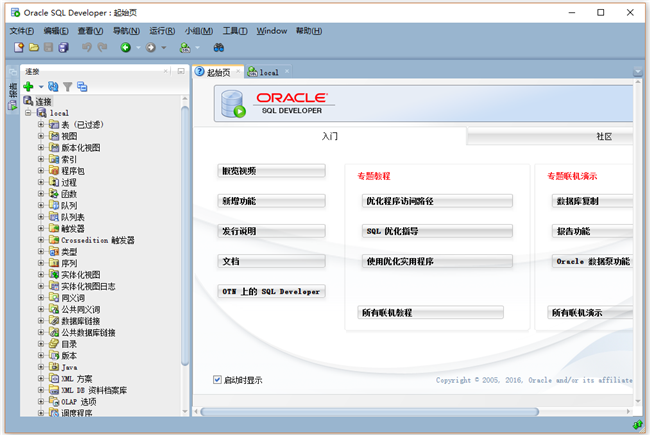 Oracle SQL Developer : 起始页
文件(F) 编辑(E) 查看(V) 导航(N) 运行(R) 小组(M) 工具(T) Window 帮助(H)
连接
起始页
local
编辑
连接
local
表 (已过滤)
视图
版本化视图
索引
程序包
过程
函数
队列
队列表
触发器
Crossedition 触发器
类型
序列
实体化视图
实体化视图日志
同义词
公共同义词
数据库链接
公共数据库链接
目录
版本
Java
XML 方案
XML DB 资料档案库
OLAP 选项
调度程序
ORACLE
SQL DEVELOPER
入门
社区
概览视频
新增功能
发行说明
文档
OTN 上的 SQL Developer
专题教程
优化程序访问路径
SQL 优化指导
使用优化实用程序
所有联机教程
专题联机演示
数据库复制
报告功能
Oracle 数据泵功能
所有联机演示
启动时显示
Copyright © 2005, 2016, Oracle and/or its affiliate